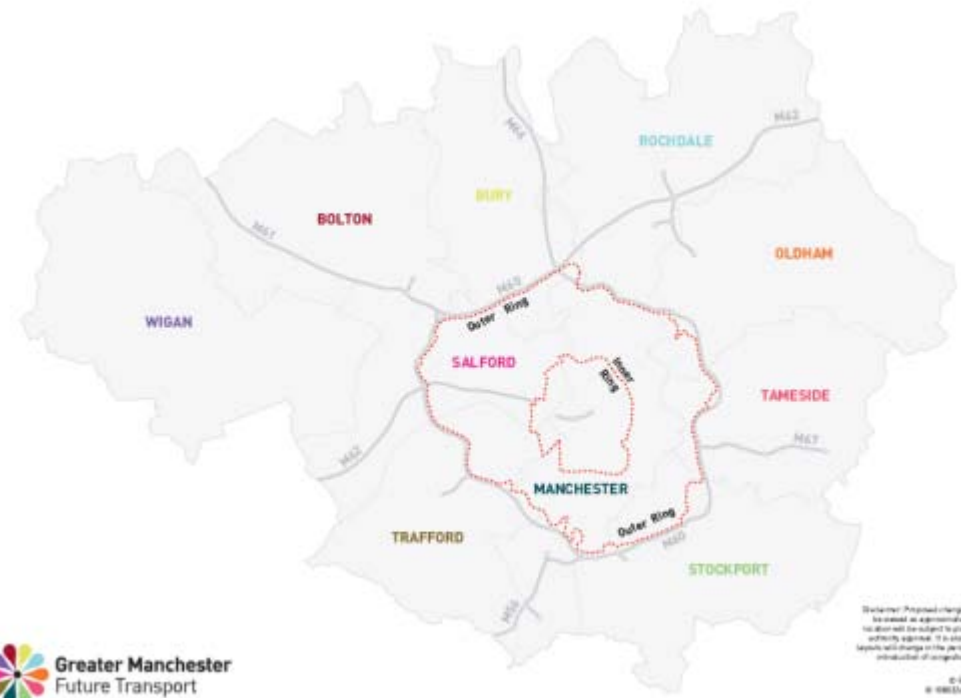 M66
M62
ROCHDALE
BURY
BOLTON
M61
OLDHAM
M60
Outer Ring
WIGAN
SALFORD
Inner
Ring
TAMESIDE
M62
M67
MANCHESTER
Outer Ring
M60
TRAFFORD
STOCKPORT
M56
Greater Manchester
Future Transport